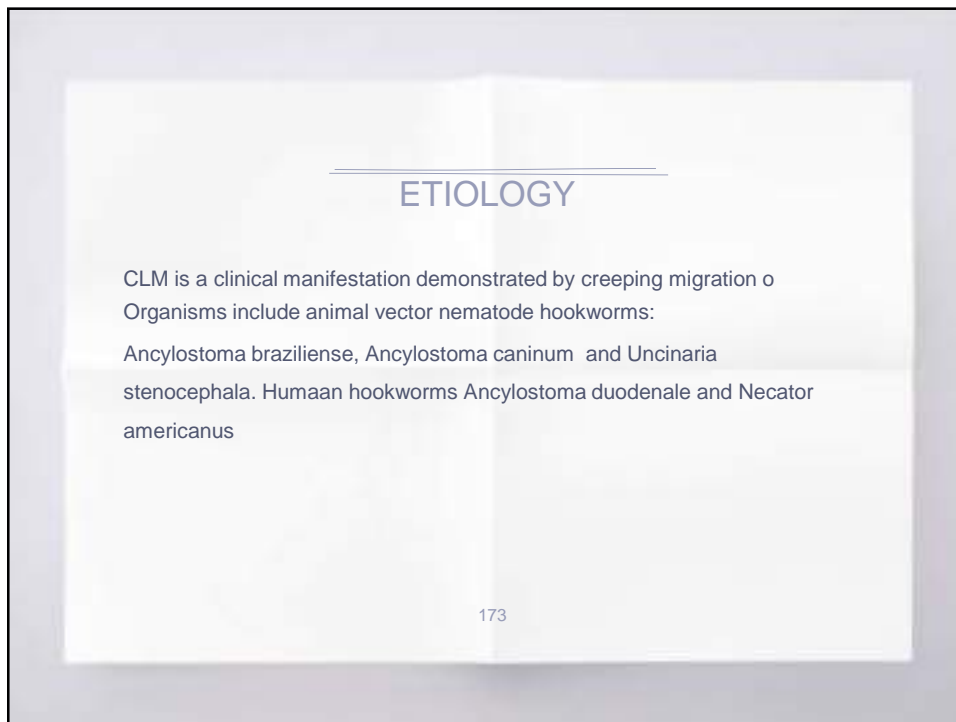 ETIOLOGY
CLM is a clinical manifestation demonstrated by creeping migration o
Organisms include animal vector nematode hookworms:
Ancylostoma braziliense, Ancylostoma caninum  and Uncinaria
stenocephala. Humaan hookworms Ancylostoma duodenale and Necator
americanus
173